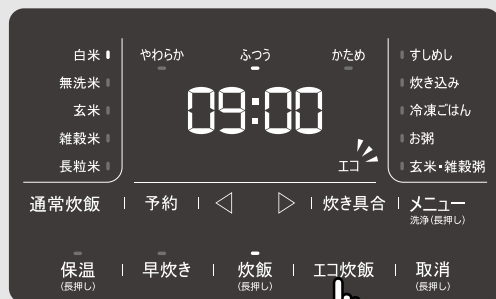 白米 やわらか ふつう かため すしめし
無洗米 炊き込み
玄米 09:00 冷凍ごはん
雑穀米 お粥
長粒米 エコ 玄米・雑穀粥
通常炊飯 予約 炊き具合 メニュー
洗浄(長押し)
保温 早炊き 炊飯 エコ炊飯 取消
(長押し) (長押し) (長押し)